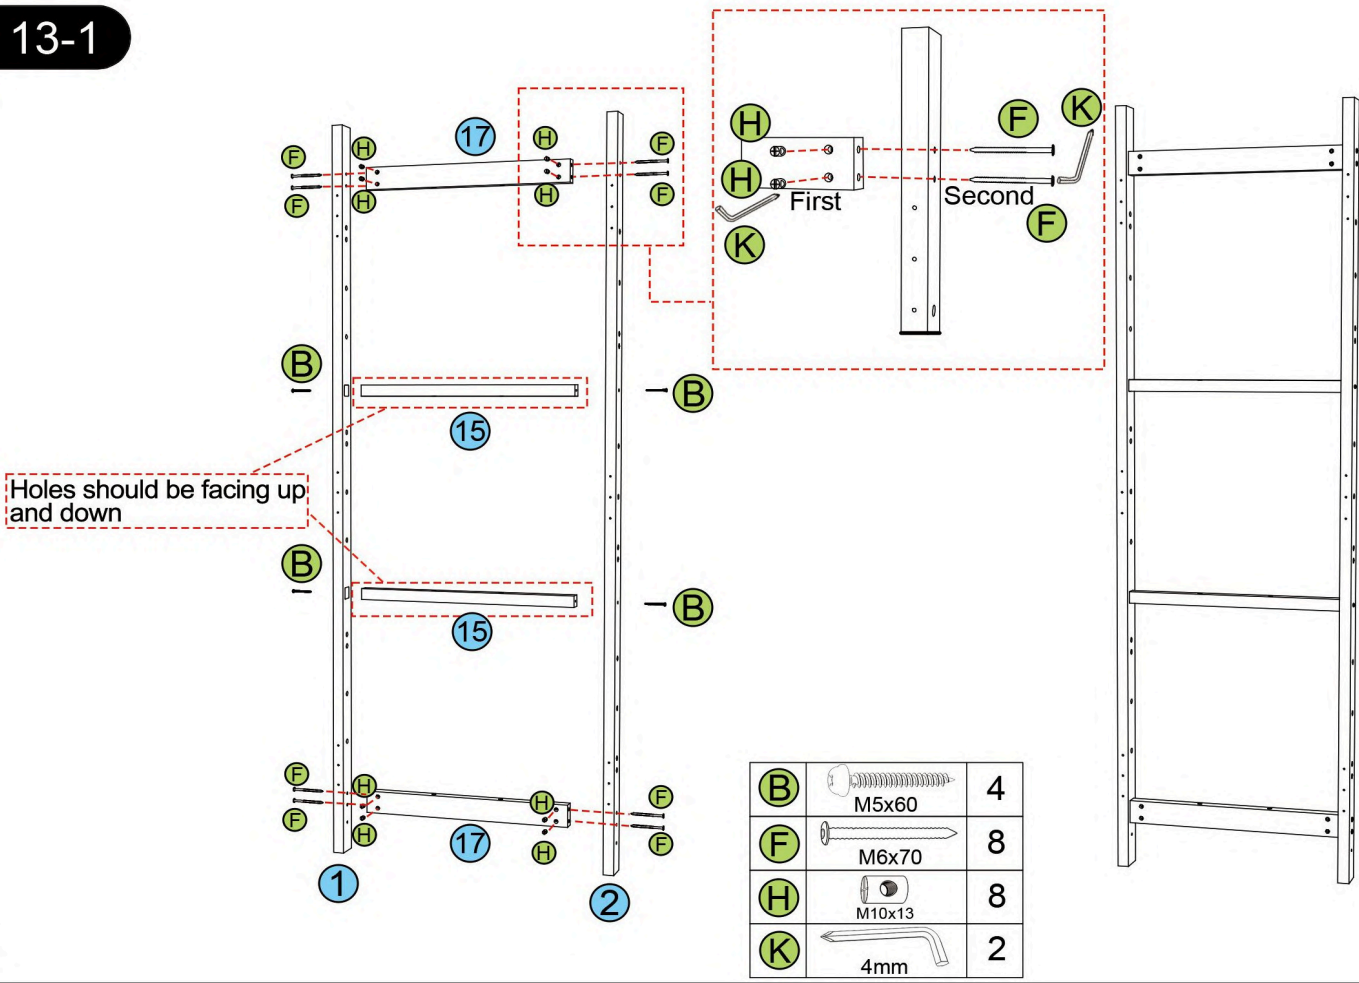 13-1
17
H
H
F
F
H
H
F
F
H
H
F
F
K
K
First
Second
B
B
15
Holes should be facing up
and down
B
B
15
F
F
H
H
17
H
H
F
F
1
2
B M5x60 4
F M6x70 8
H M10x13 8
K 4mm 2